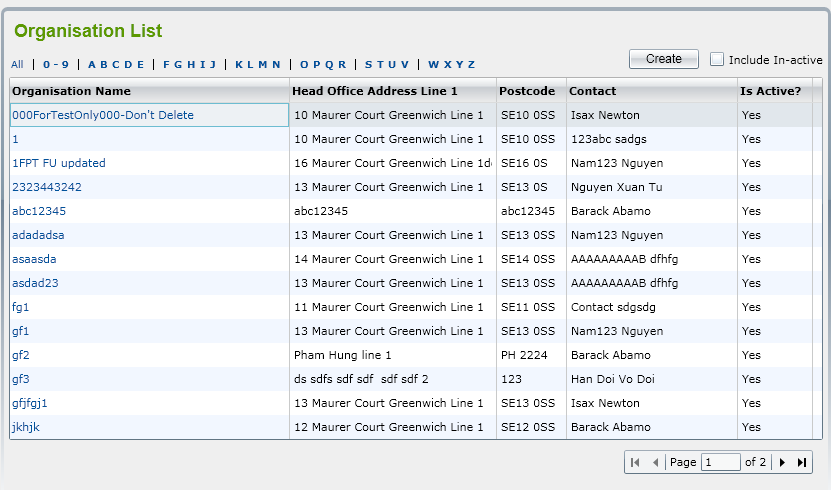 Organisation List
All | 0 - 9 | A B C D E | F G H I J | K L M N | O P Q R | S T U V | W X Y Z Create Include In-active
Organisation Name Head Office Address Line 1 Postcode Contact Is Active?
000ForTestOnly000-Don't Delete 10 Maurer Court Greenwich Line 1 SE10 0SS Isax Newton Yes
1 10 Maurer Court Greenwich Line 1 SE10 0SS 123abc sadgs Yes
1FPT FU updated 16 Maurer Court Greenwich Line 1d SE16 0S Nam123 Nguyen Yes
2323443242 13 Maurer Court Greenwich Line 1 SE13 0S Nguyen Xuan Tu Yes
abc12345 abc12345 abc12345 Barack Abamo Yes
adadadsa 13 Maurer Court Greenwich Line 1 SE13 0SS Nam123 Nguyen Yes
asaasda 14 Maurer Court Greenwich Line 1 SE14 0SS AAAAAAAAAB dfhfg Yes
asdad23 13 Maurer Court Greenwich Line 1 SE13 0SS AAAAAAAAAB dfhfg Yes
fg1 11 Maurer Court Greenwich Line 1 SE11 0SS Contact sdgsdg Yes
gf1 13 Maurer Court Greenwich Line 1 SE13 0SS Nam123 Nguyen Yes
gf2 Pham Hung line 1 PH 2224 Barack Abamo Yes
gf3 ds sdfs sdf sdf  sdf sdf 2 123 Han Doi Vo Doi Yes
gfjfgj1 13 Maurer Court Greenwich Line 1 SE13 0SS Isax Newton Yes
jkhjk 12 Maurer Court Greenwich Line 1 SE12 0SS Barack Abamo Yes
Page 1 of 2